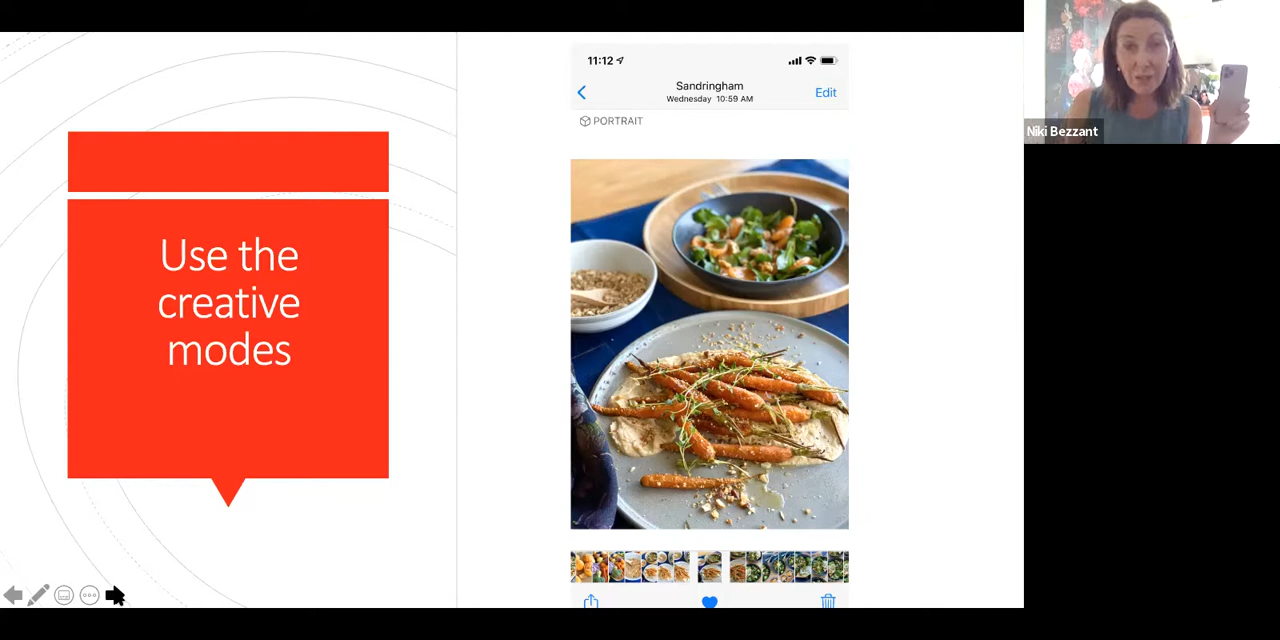 Use the
creative
modes
11:12
Sandringham
Wednesday 10:59 AM
Edit
PORTRAIT
Niki Bezzant